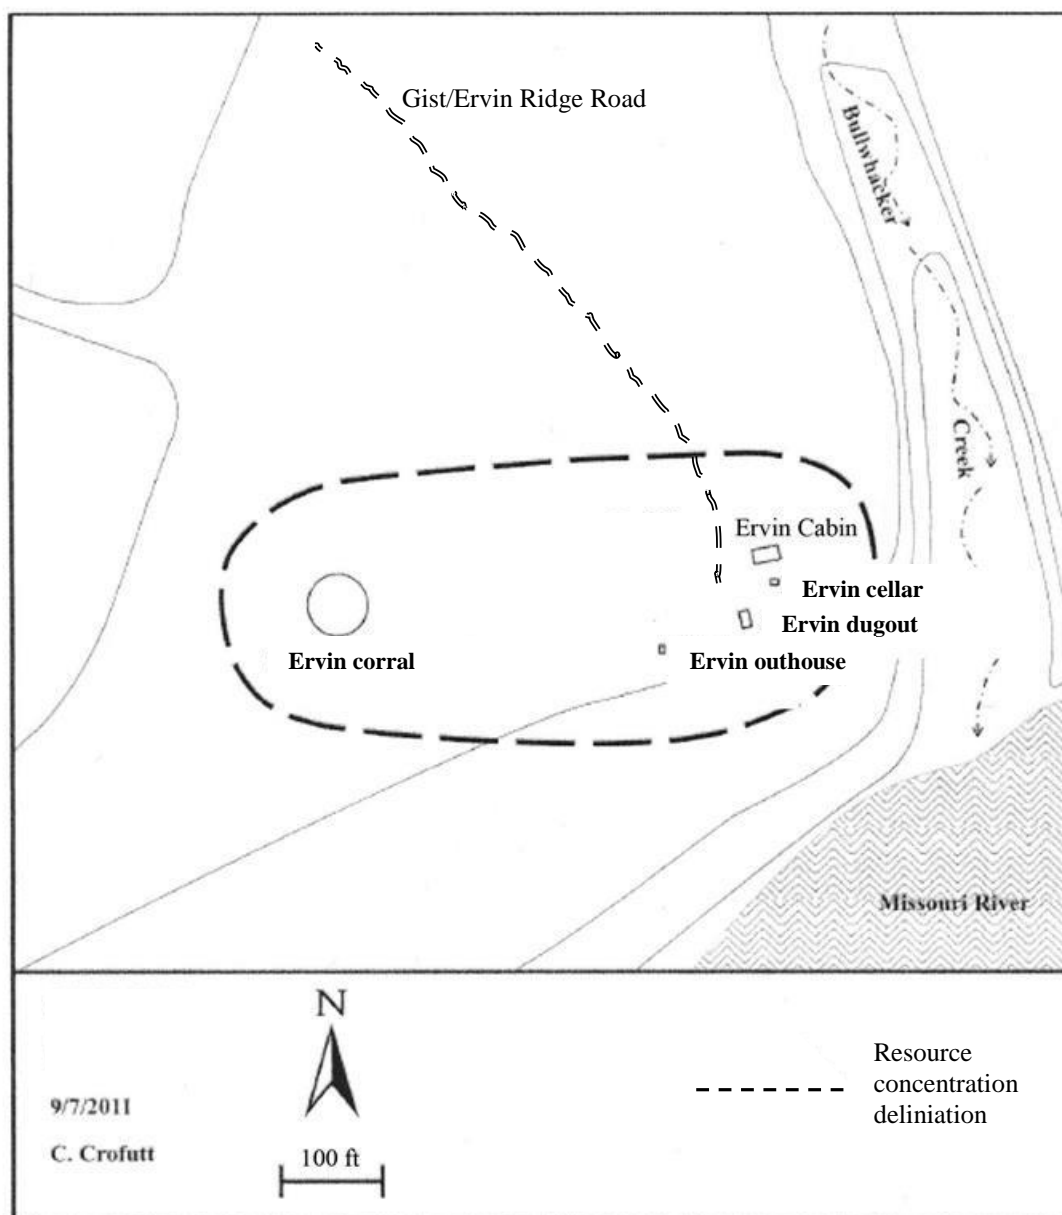 Gist/Ervin Ridge Road
Bullwhacker
Creek
Ervin Cabin
Ervin cellar
Ervin dugout
Ervin corral
Ervin outhouse
Missouri River
N
9/7/2011
C. Crofutt
100 ft
Resource
concentration
deliniation